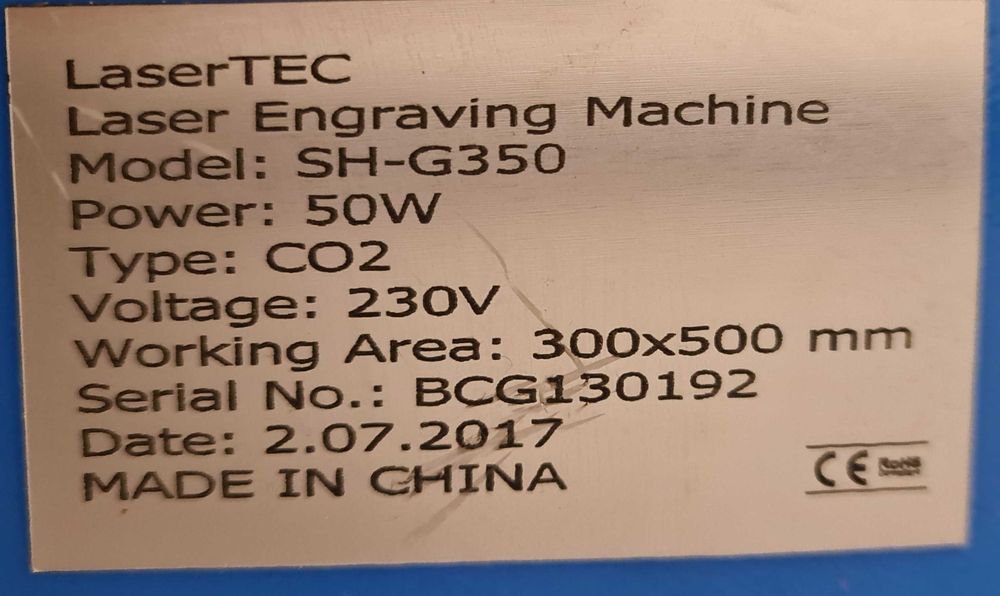 LaserTEC
Laser Engraving Machine
Model: SH-G350
Power: 50W
Type: CO2
Voltage: 230V
Working Area: 300x500 mm
Serial No.: BCG130192
Date: 2.07.2017
MADE IN CHINA
CE RoHS